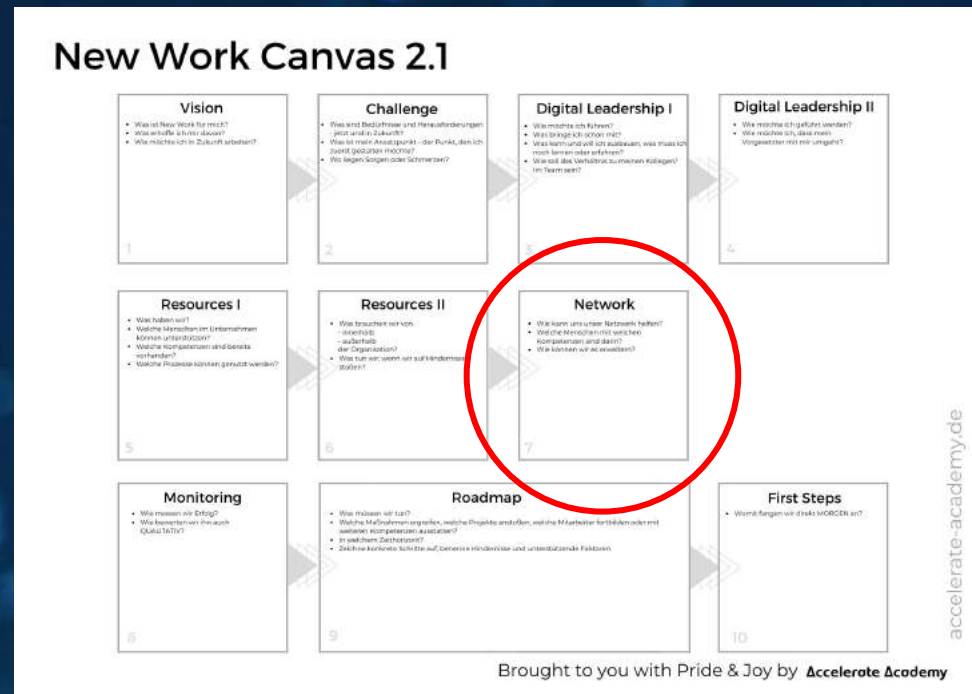 New Work Canvas 2.1
Vision
• Was ist New Work für mich?
• Was erhoffe ich mir davon?
• Wie möchte ich in Zukunft arbeiten?
1
Challenge
• Was sind Bedürfnisse und Herausforderungen
- jetzt und in Zukunft?
• Was ist mein Ansatzpunkt - der Punkt, den ich
zuerst gestalten möchte?
• Wo liegen Sorgen oder Schmerzen?
2
Digital Leadership I
• Wie möchte ich führen?
• Was bringe ich schon mit?
• Was kann und will ich ausbauen, was muss ich
noch lernen oder erfahren?
• Wie soll das Verhältnis zu meinen Kollegen/
im Team sein?
3
Digital Leadership II
• Wie möchte ich geführt werden?
• Wie möchte ich, dass mein
Vorgesetzter mit mir umgeht?
4
Resources I
• Was haben wir?
• Welche Menschen im Unternehmen
können unterstützen?
• Welche Kompetenzen sind bereits
vorhanden?
• Welche Prozesse können genutzt werden?
5
Resources II
• Was brauchen wir von
- innerhalb
- außerhalb
der Organisation?
• Was tun wir, wenn wir auf Hindernisse
stoßen?
6
Network
• Wie kann uns unser Netzwerk helfen?
• Welche Menschen mit welchen
Kompetenzen sind darin?
• Wie können wir es erweitern?
7
Monitoring
• Wie messen wir Erfolg?
• Wie bewerten wir ihn auch
QUALITATIV?
8
Roadmap
• Was müssen wir tun?
• Welche Maßnahmen ergreifen, welche Projekte anstoßen, welche Mitarbeiter fortbilden oder mit
weiteren Kompetenzen ausstatten?
• In welchem Zeithorizont?
• Zeichne konkrete Schritte auf, benenne Hindernisse und unterstützende Faktoren
9
First Steps
• Womit fangen wir direkt MORGEN an?
10
accelerate-academy.de
Brought to you with Pride & Joy by Accelerate Academy